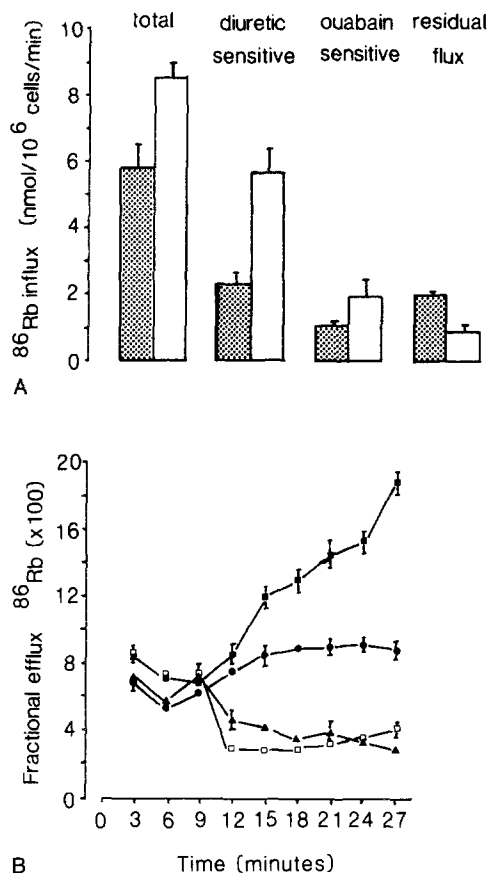 total diuretic sensitive ouabain sensitive residual flux
10
8
6
4
2
0
86Rb influx (nmol/10^6 cells/min)
A
20
16
12
8
4
0
Fractional efflux 86Rb (x100)
0 3 6 9 12 15 18 21 24 27
B Time (minutes)